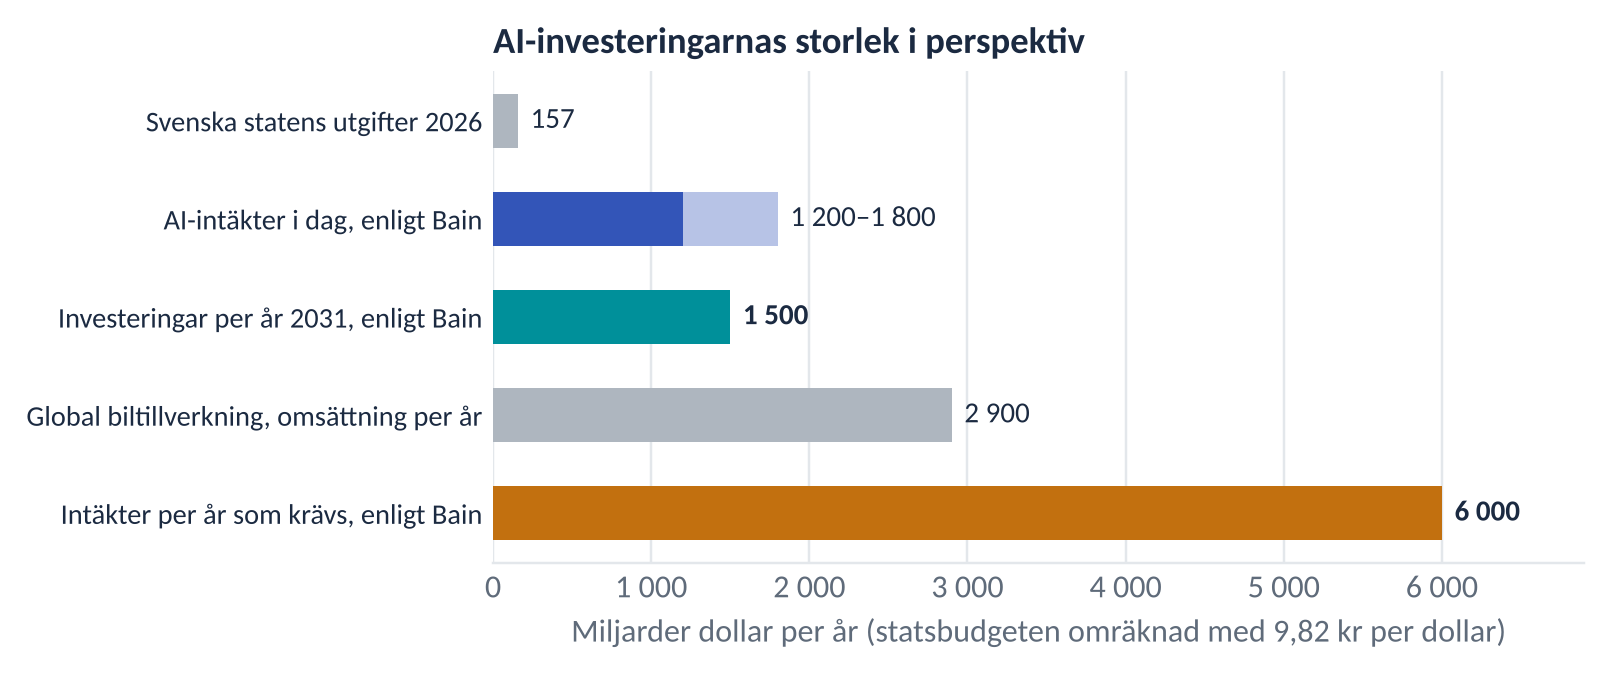 AI-investeringarnas storlek i perspektiv
Svenska statens utgifter 2026 157
AI-intäkter i dag, enligt Bain 1 200–1 800
Investeringar per år 2031, enligt Bain 1 500
Global biltillverkning, omsättning per år 2 900
Intäkter per år som krävs, enligt Bain 6 000
0 1 000 2 000 3 000 4 000 5 000 6 000
Miljarder dollar per år (statsbudgeten omräknad med 9,82 kr per dollar)